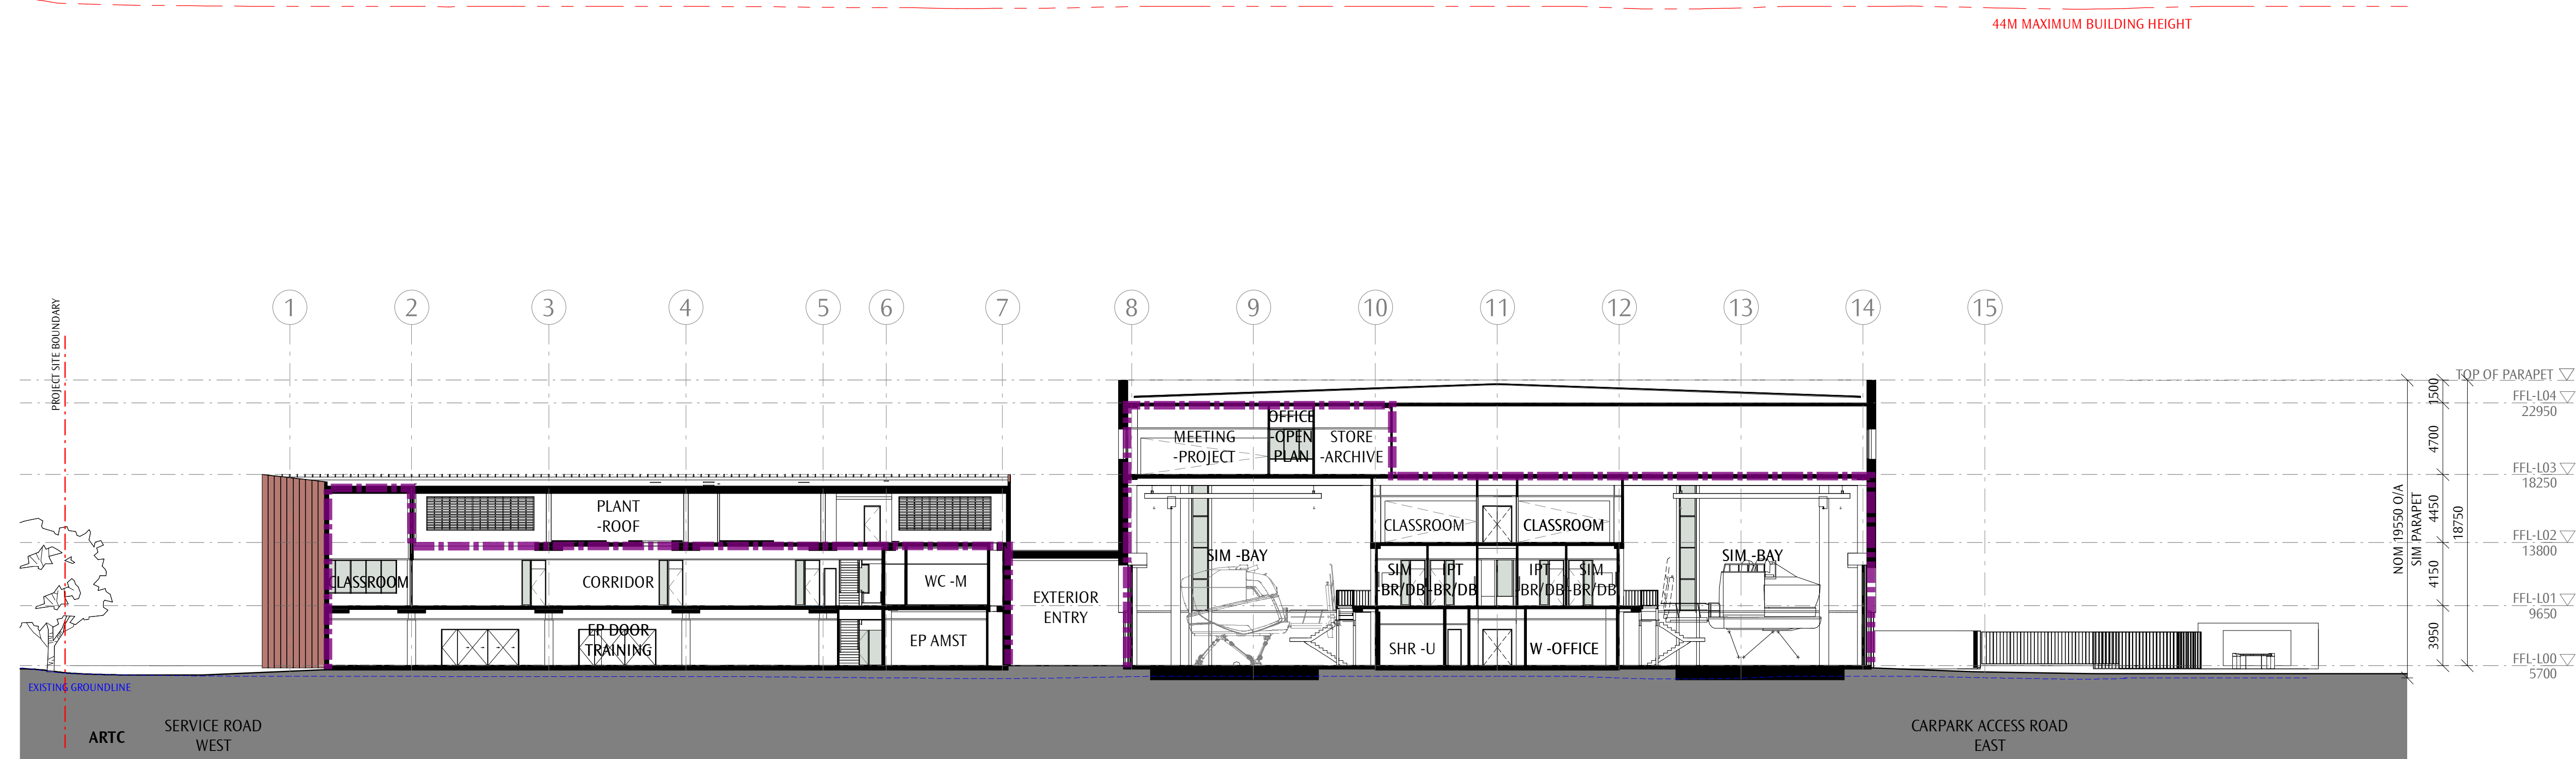 44M MAXIMUM BUILDING HEIGHT
PROJECT SITE BOUNDARY
1 2 3 4 5 6 7 8 9 10 11 12 13 14 15
TOP OF PARAPET
1500
FFL-L04
22950
OFFICE
-OPEN
PLAN
MEETING
-PROJECT
STORE
-ARCHIVE
4700
FFL-L03
18250
NOM 19550 O/A
SIM PARAPET
4450
18750
PLANT
-ROOF
CLASSROOM
CLASSROOM
FFL-L02
13800
SIM -BAY
SIM -BAY
CLASSROOM
CORRIDOR
WC -M
SIM
-BR/DB
IPT
-BR/DB
IPT
-BR/DB
SIM
-BR/DB
4150
EXTERIOR
ENTRY
FFL-L01
9650
EP DOOR
TRAINING
EP AMST
SHR -U
W -OFFICE
3950
FFL-L00
5700
EXISTING GROUNDLINE
ARTC
SERVICE ROAD
WEST
CARPARK ACCESS ROAD
EAST